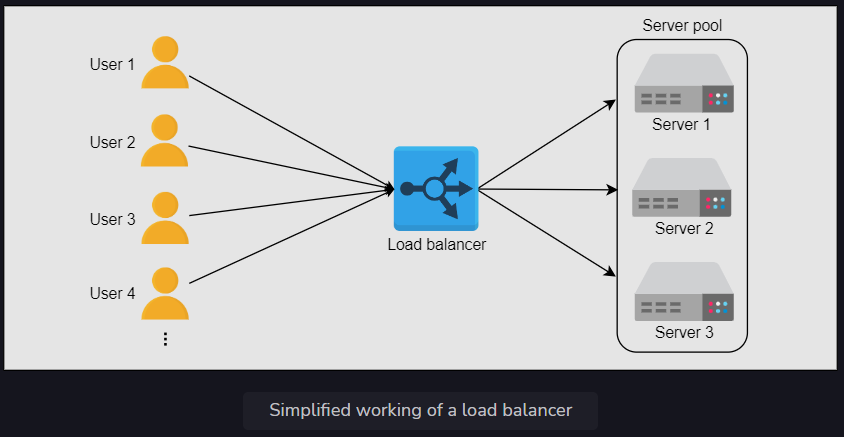 Server pool
User 1
Server 1
User 2
User 3
Server 2
Load balancer
User 4
Server 3
Simplified working of a load balancer